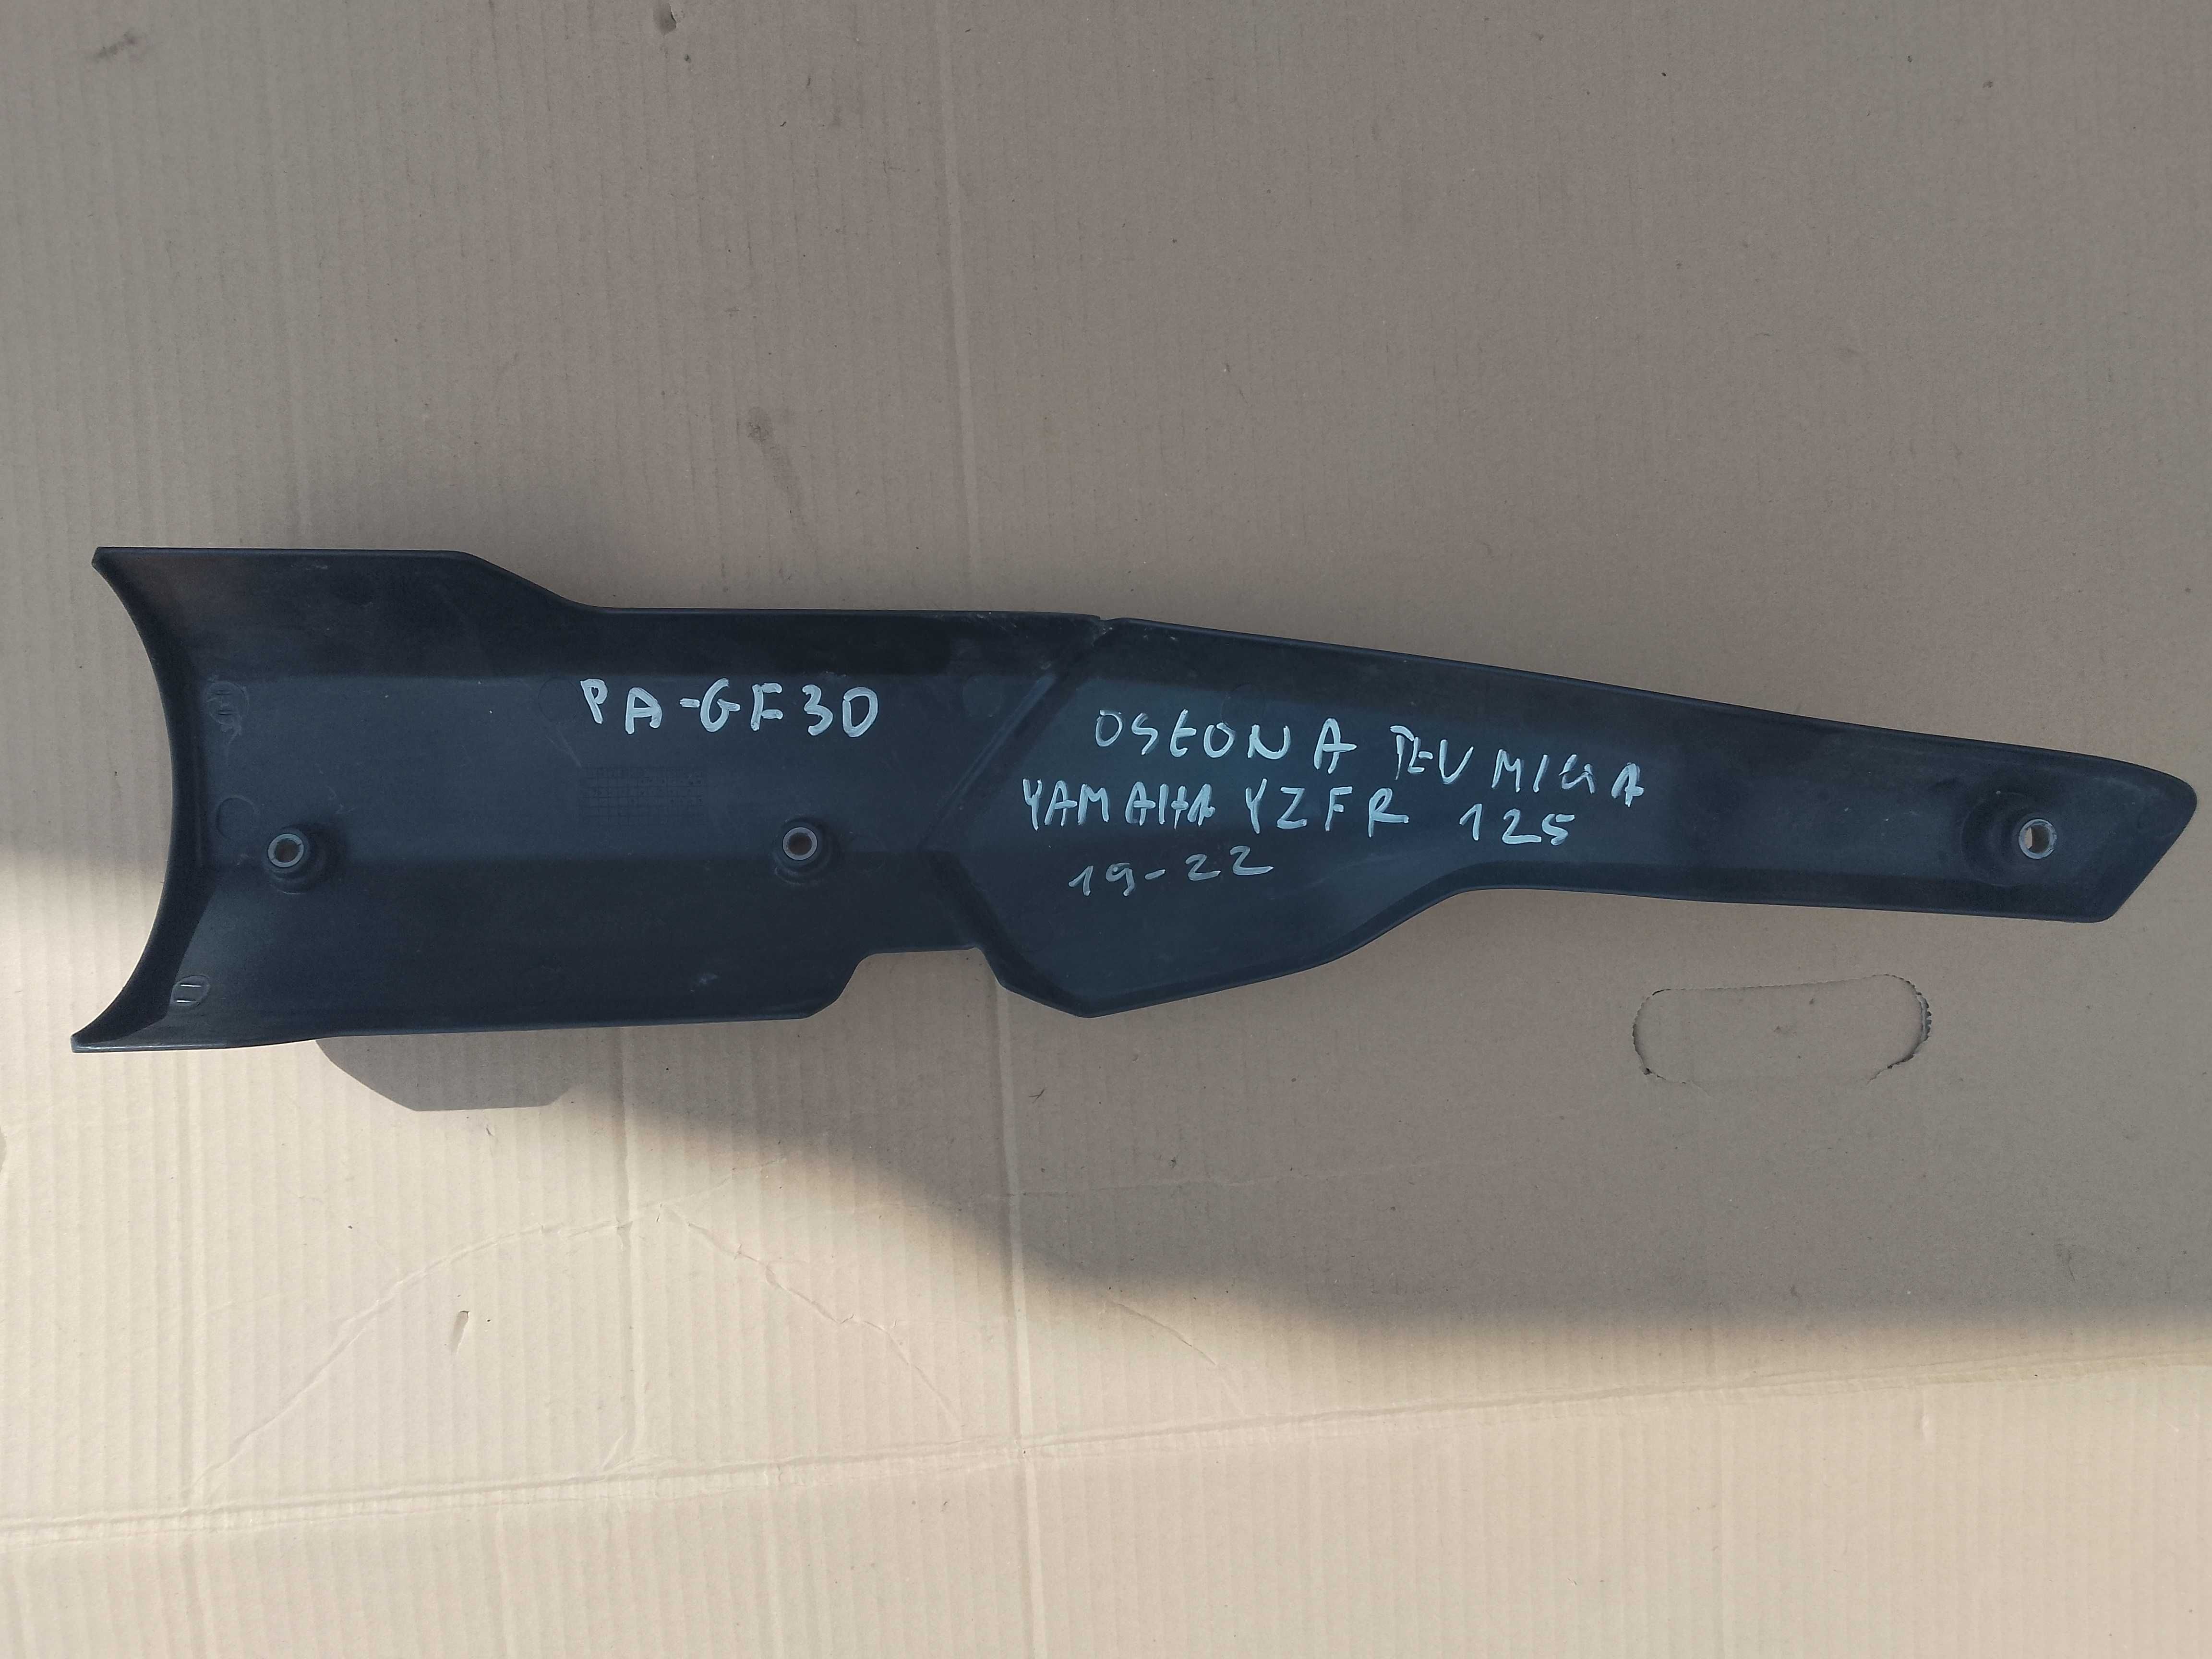 PA-GF30
OSŁONA TŁUMIKA
YAMAHA YZFR 125
19-22